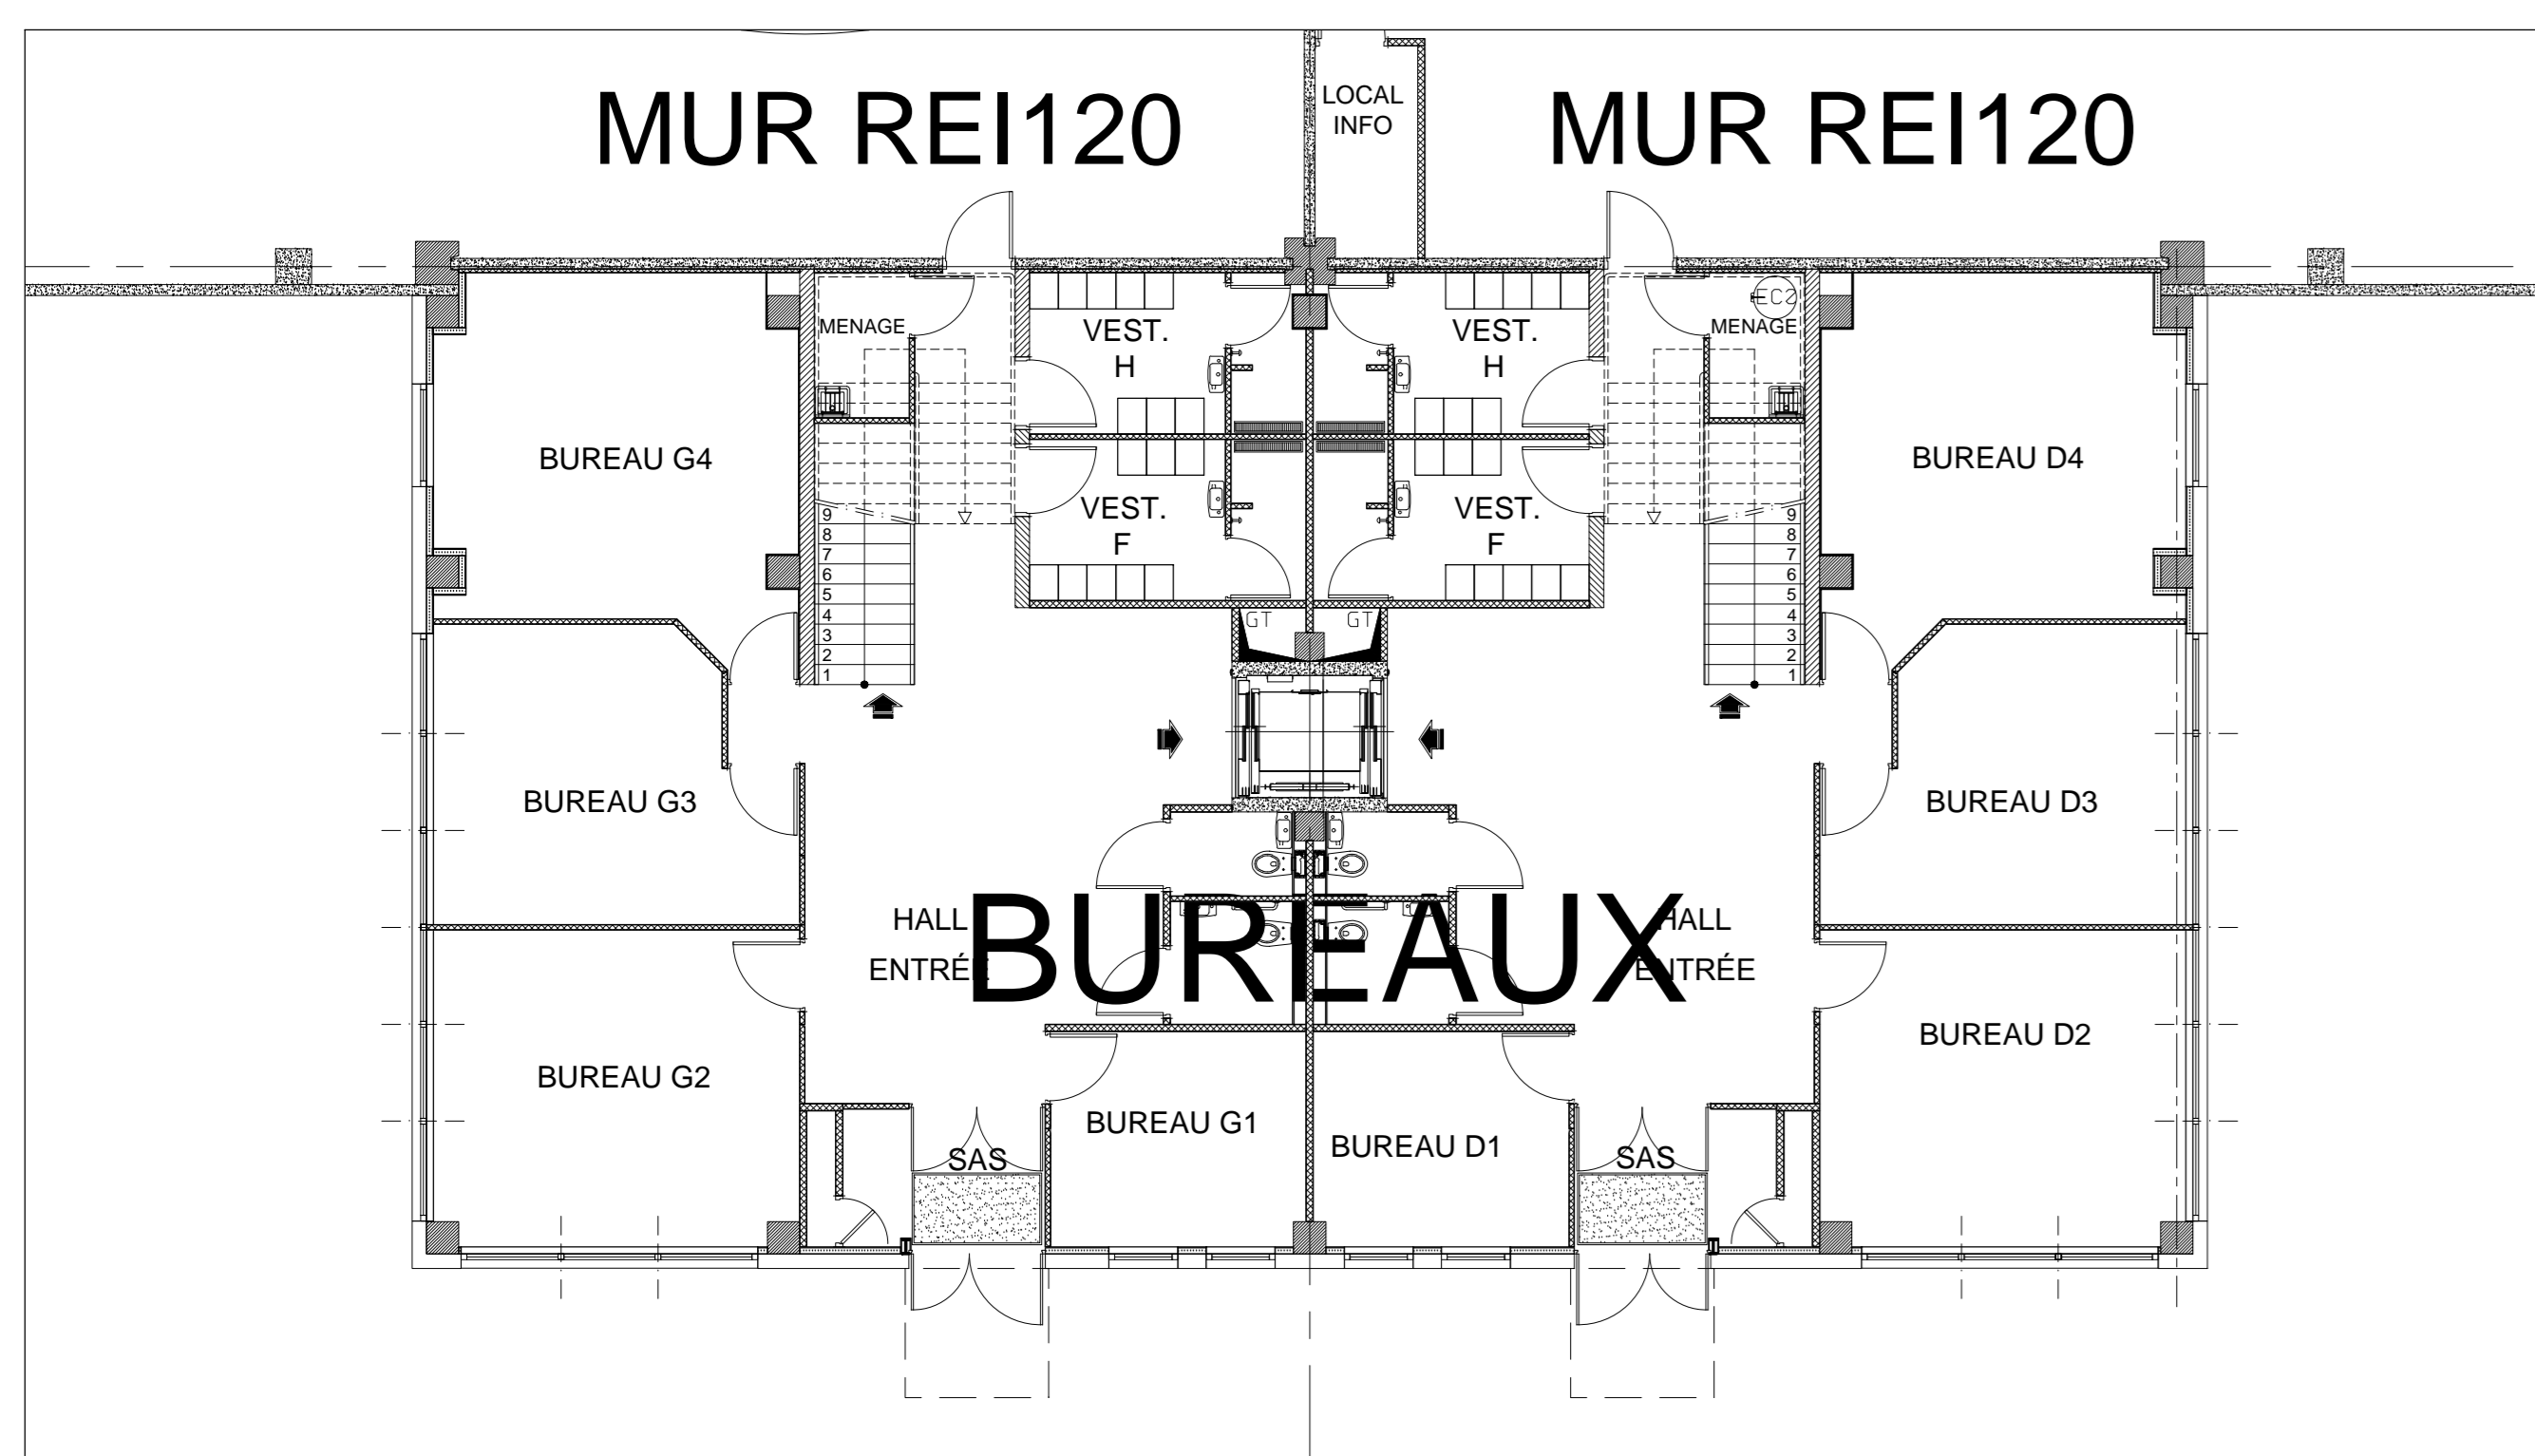 MUR REI120
LOCAL
INFO
MUR REI120
MENAGE
VEST.
H
VEST.
H
MENAGE
BUREAU G4
BUREAU D4
VEST.
F
VEST.
F
9
8
7
6
5
4
3
2
1
9
8
7
6
5
4
3
2
1
GT
GT
BUREAU G3
BUREAU D3
HALL
ENTRÉE
BUREAUX
HALL
ENTRÉE
BUREAU G2
BUREAU D2
BUREAU G1
BUREAU D1
SAS
SAS